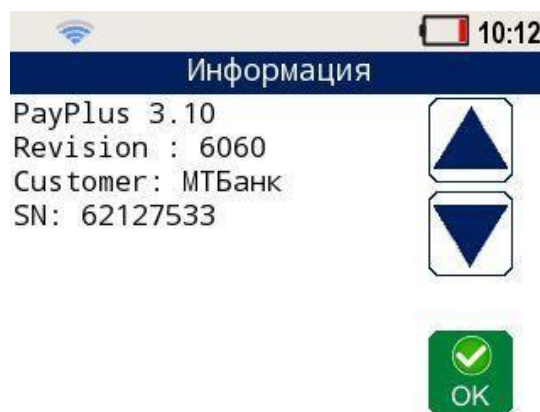 10:12
Информация
PayPlus 3.10
Revision : 6060
Customer: МТБанк
SN: 62127533
OK